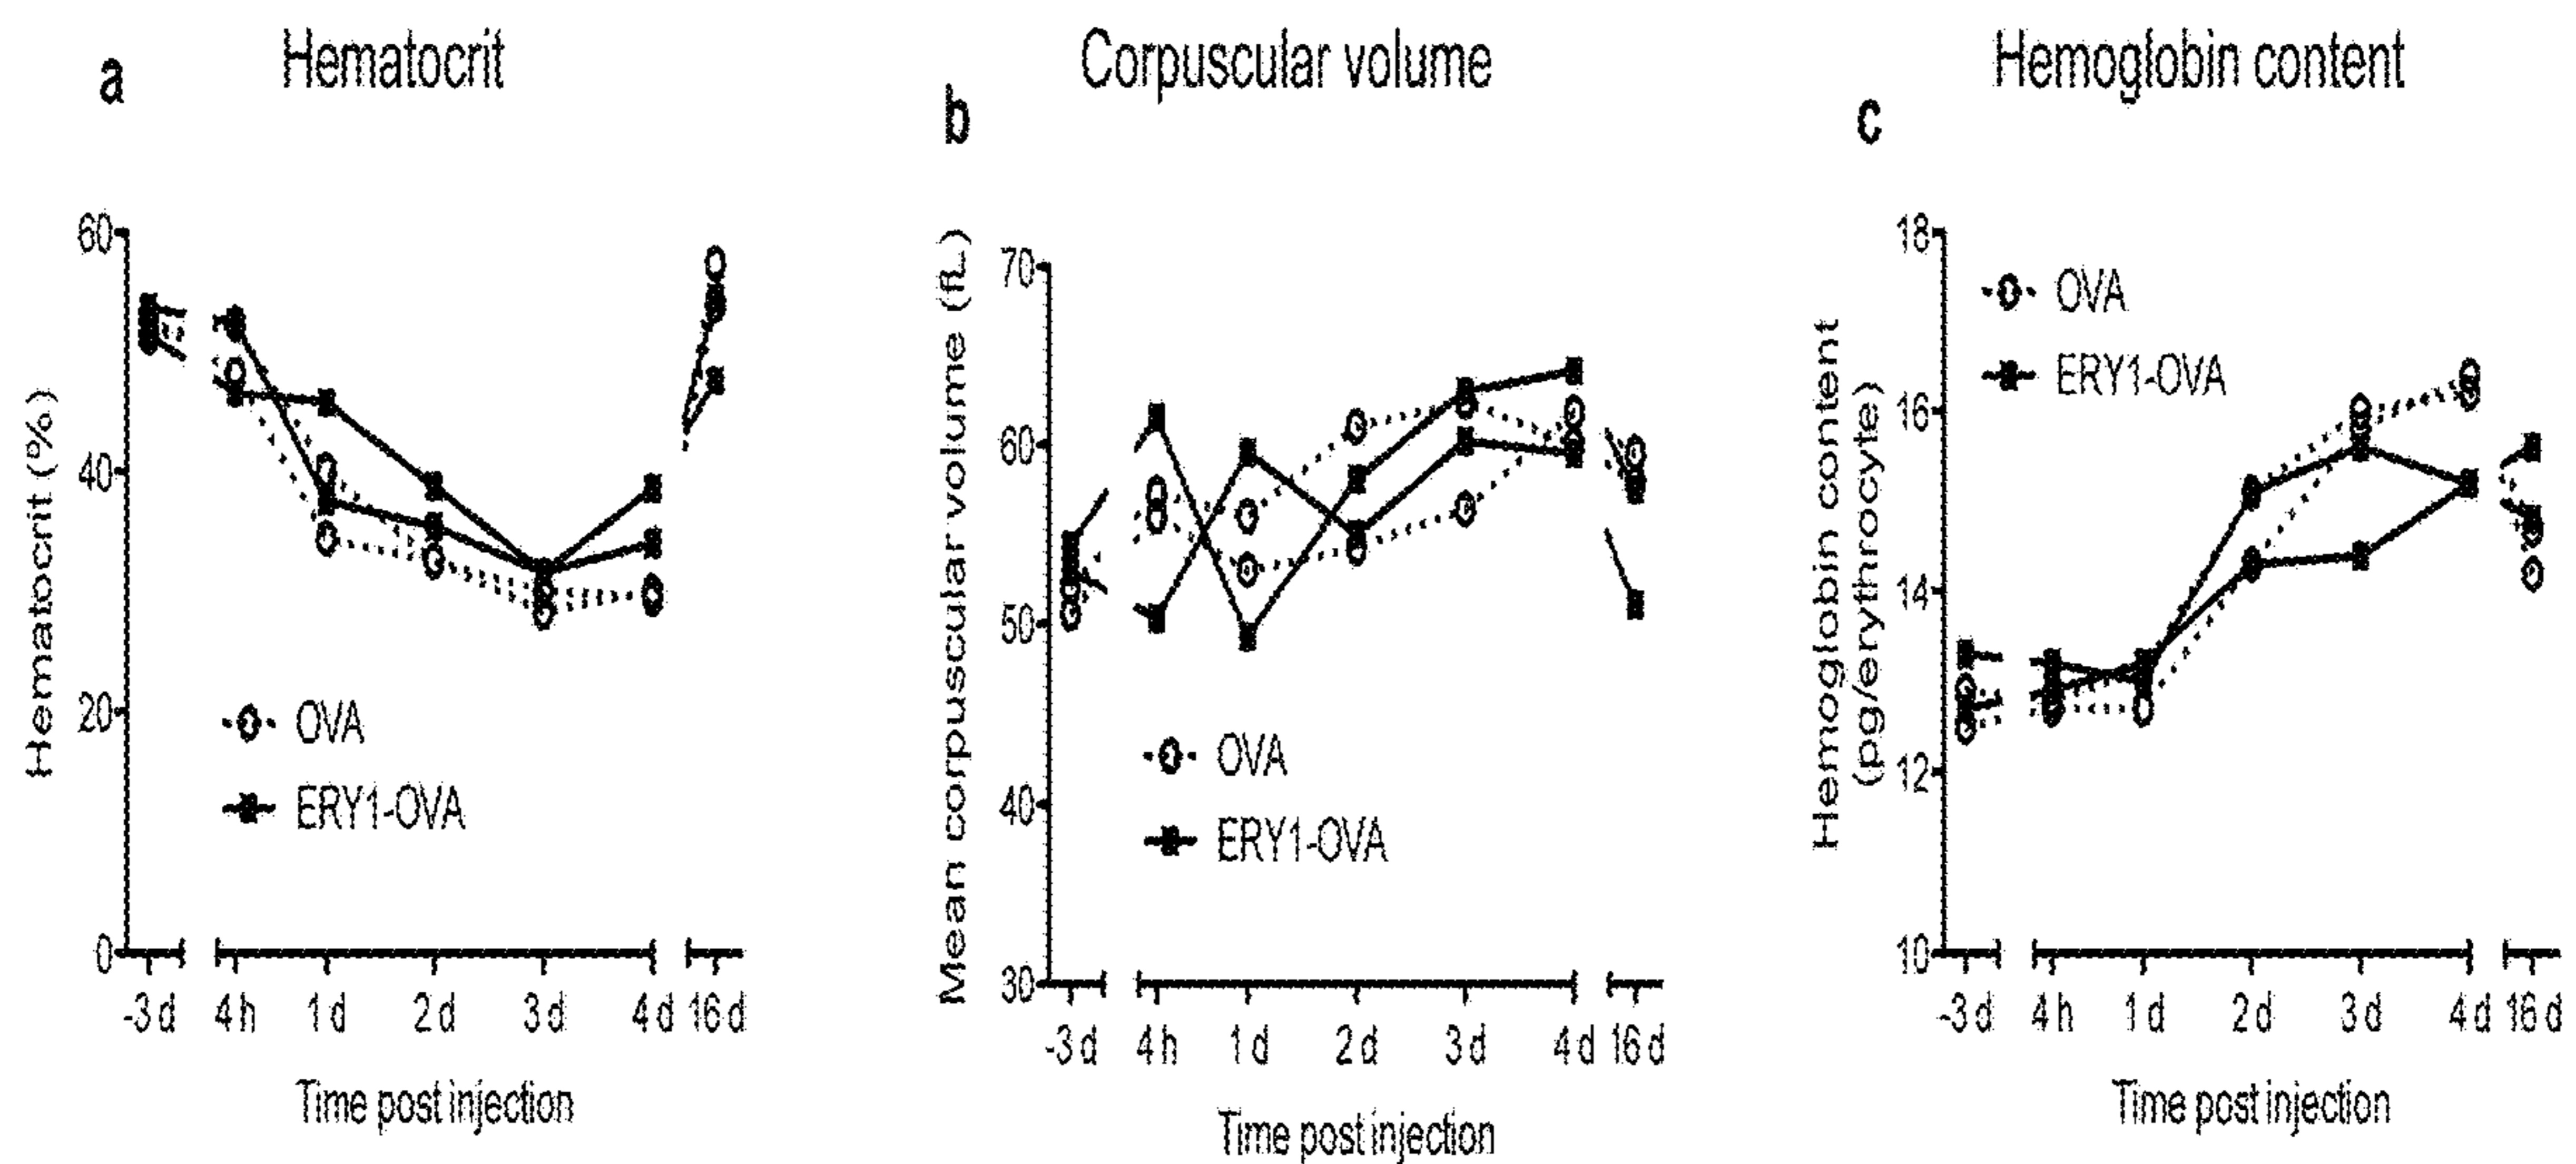 a
Hematocrit
Hematocrit (%)
60
40
20
0
OVA
ERY1-OVA
-3 d 4 h 1 d 2 d 3 d 4 d 16 d
Time post injection
b
Corpuscular volume
Mean corpuscular volume (fL)
70
60
50
40
30
OVA
ERY1-OVA
-3 d 4 h 1 d 2 d 3 d 4 d 16 d
Time post injection
c
Hemoglobin content
Hemoglobin content
(pg/erythrocyte)
18
16
14
12
10
OVA
ERY1-OVA
-3 d 4 h 1 d 2 d 3 d 4 d 16 d
Time post injection